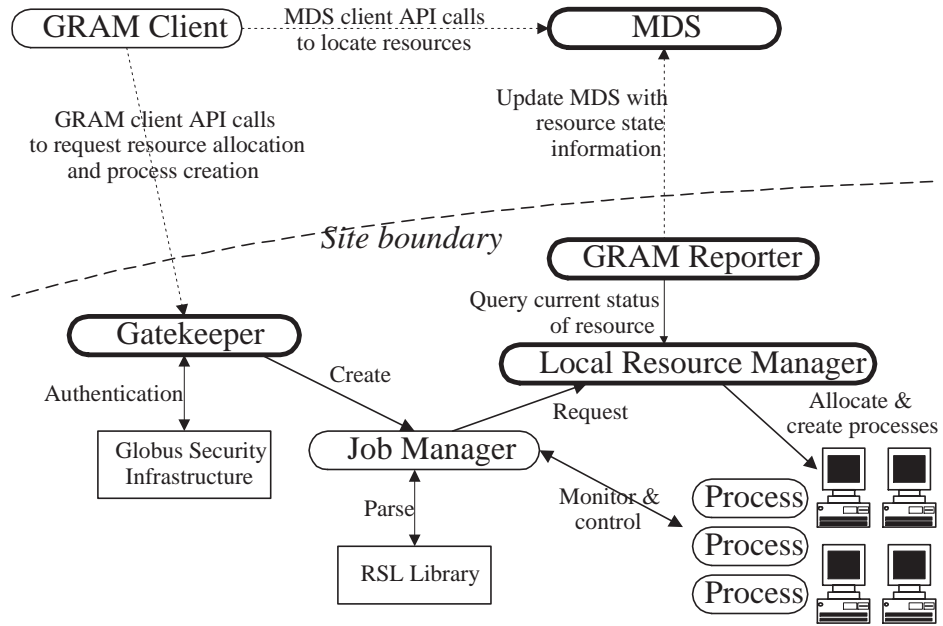 GRAM Client
MDS client API calls
to locate resources
MDS
GRAM client API calls
to request resource allocation
and process creation
Update MDS with
resource state
information
Site boundary
GRAM Reporter
Query current status
of resource
Gatekeeper
Local Resource Manager
Authentication
Create
Request
Allocate &
create processes
Globus Security
Infrastructure
Job Manager
Monitor &
control
Parse
RSL Library
Process
Process
Process